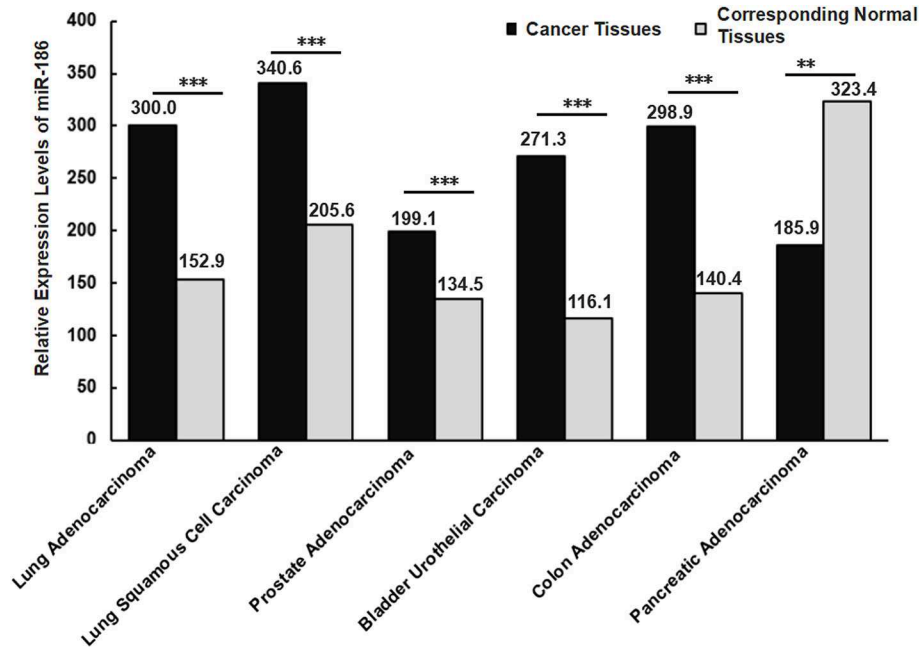 400
350
300
250
200
150
100
50
0
Relative Expression Levels of miR-186
Cancer Tissues
Corresponding Normal
Tissues
***
300.0
152.9
***
340.6
205.6
***
199.1
134.5
***
271.3
116.1
***
298.9
140.4
**
185.9
323.4
Lung Adenocarcinoma
Lung Squamous Cell Carcinoma
Prostate Adenocarcinoma
Bladder Urothelial Carcinoma
Colon Adenocarcinoma
Pancreatic Adenocarcinoma